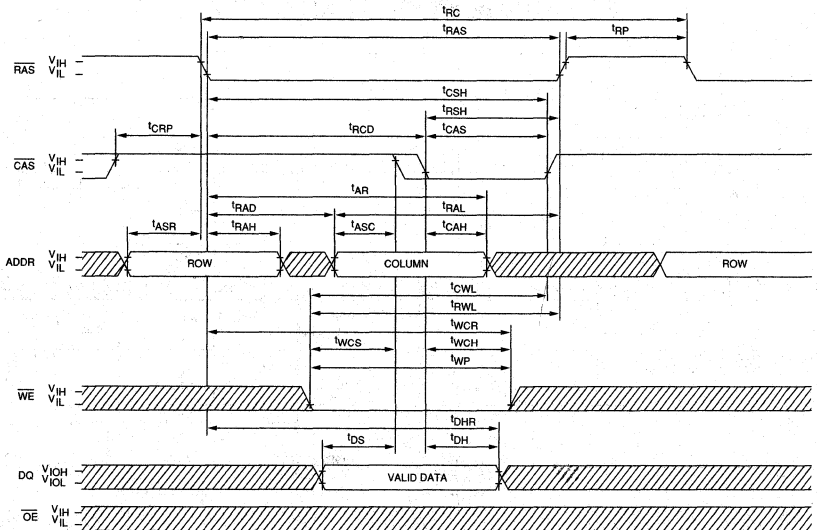 tRC
tRAS
tRP
RAS VIH
VIL
tCSH
tRSH
tCRP
tRCD
tCAS
CAS VIH
VIL
tAR
tRAD
tRAL
tASR
tRAH
tASC
tCAH
ADDR VIH
VIL
ROW
COLUMN
ROW
tCWL
tRWL
tWCR
tWCS
tWCH
tWP
WE VIH
VIL
tDHR
tDS
tDH
DQ VIOH
VIOL
VALID DATA
OE VIH
VIL